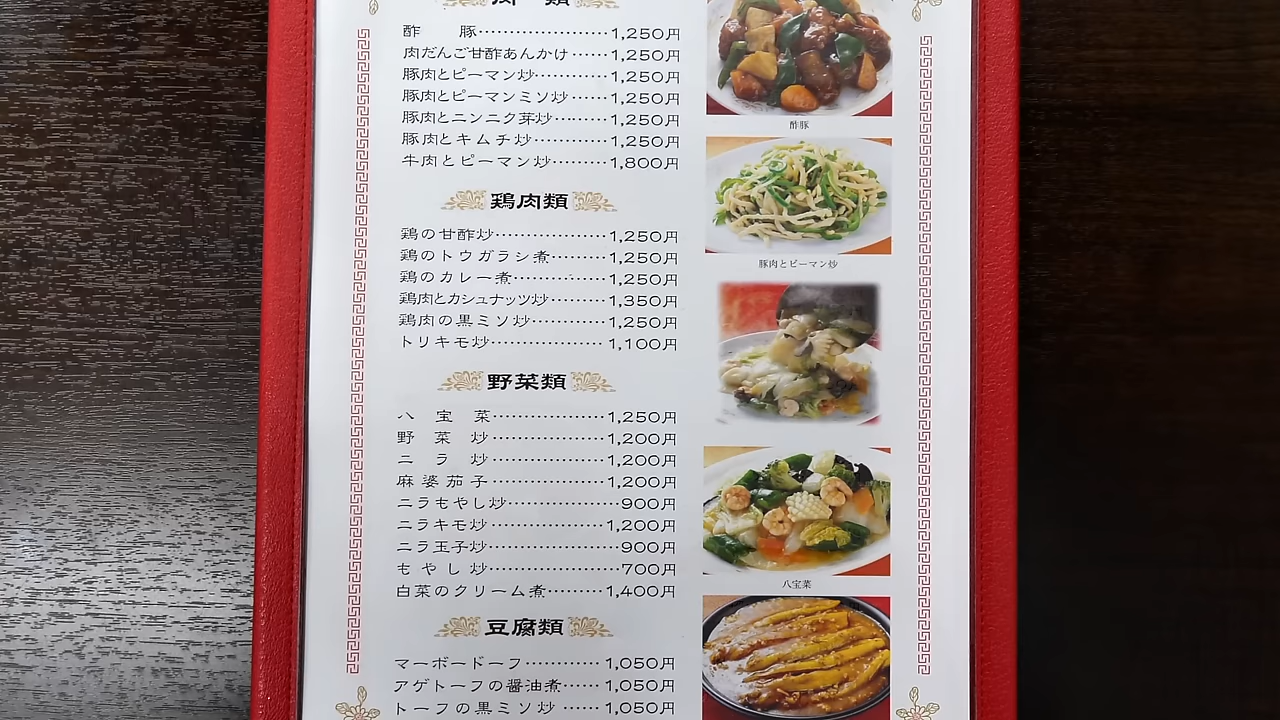 類
酢豚……………………1,250円
肉だんご甘酢あんかけ……1,250円
豚肉とピーマン炒…………1,250円
豚肉とピーマンミソ炒……1,250円
豚肉とニンニク芽炒………1,250円
豚肉とキムチ炒……………1,250円
牛肉とピーマン炒…………1,800円
鶏肉類
鶏の甘酢炒…………………1,250円
鶏のトウガラシ煮…………1,250円
鶏のカレー煮………………1,250円
鶏肉とカシュナッツ炒……1,350円
鶏肉の黒ミソ炒……………1,250円
トリキモ炒…………………1,100円
野菜類
八宝菜…………………1,250円
野菜炒…………………1,200円
ニラ炒…………………1,200円
麻婆茄子………………1,200円
ニラもやし炒…………………900円
ニラキモ炒…………………1,200円
ニラ玉子炒……………………900円
もやし炒………………………700円
白菜のクリーム煮…………1,400円
豆腐類
マーボードーフ…………1,050円
アゲトーフの醤油煮……1,050円
トーフの黒ミソ炒……1,050円
酢豚
豚肉とピーマン炒
八宝菜